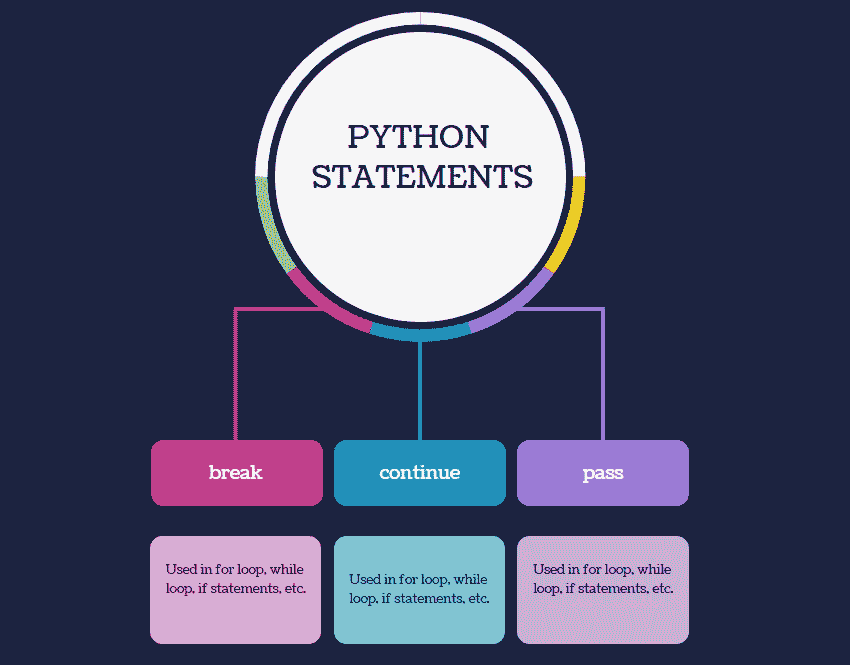 PYTHON
STATEMENTS
break
continue
pass
Used in for loop, while
loop, if statements, etc.
Used in for loop, while
loop, if statements, etc.
Used in for loop, while
loop, if statements, etc.